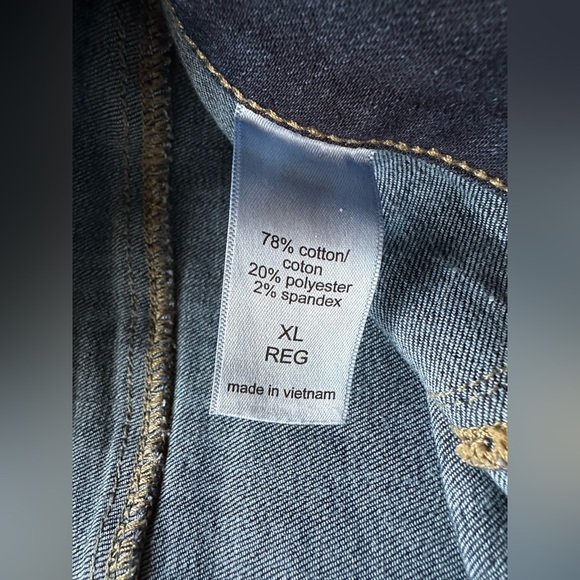 78% cotton/
coton
20% polyester
2% spandex
XL
REG
made in vietnam